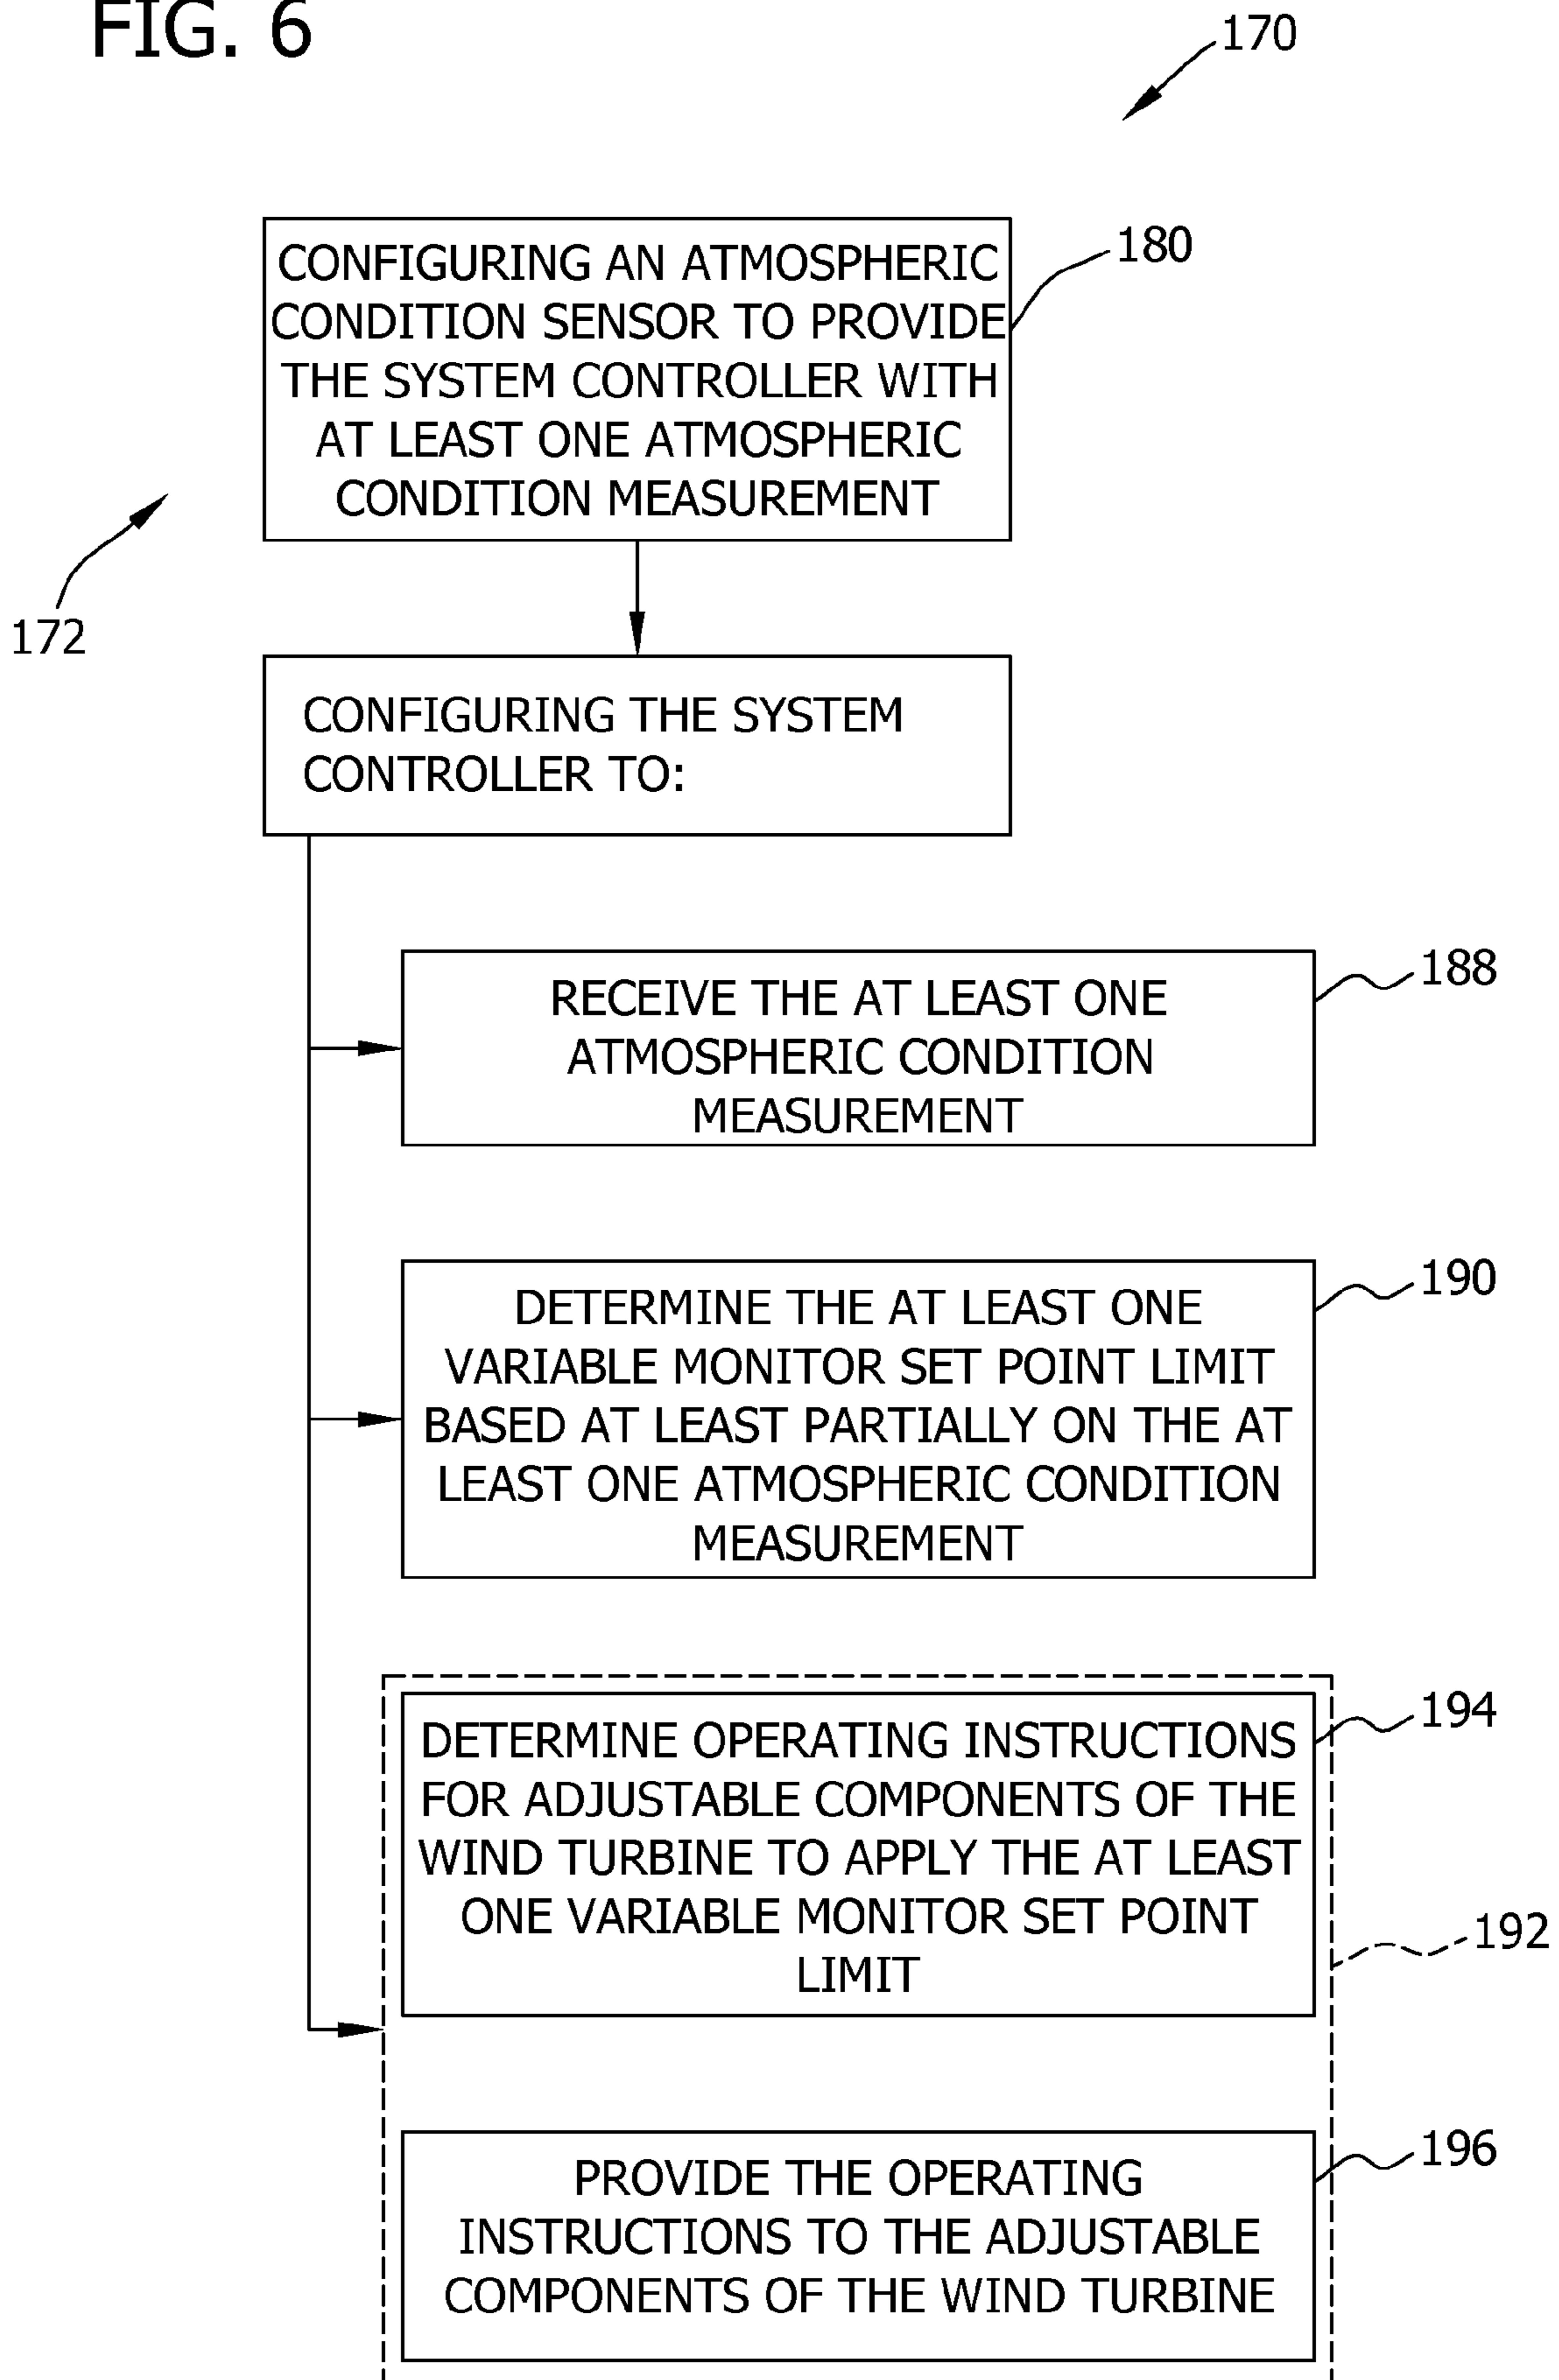 FIG. 6
170
CONFIGURING AN ATMOSPHERIC
CONDITION SENSOR TO PROVIDE
THE SYSTEM CONTROLLER WITH
AT LEAST ONE ATMOSPHERIC
CONDITION MEASUREMENT
180
172
CONFIGURING THE SYSTEM
CONTROLLER TO:
RECEIVE THE AT LEAST ONE
ATMOSPHERIC CONDITION
MEASUREMENT
188
DETERMINE THE AT LEAST ONE
VARIABLE MONITOR SET POINT LIMIT
BASED AT LEAST PARTIALLY ON THE AT
LEAST ONE ATMOSPHERIC CONDITION
MEASUREMENT
190
DETERMINE OPERATING INSTRUCTIONS
FOR ADJUSTABLE COMPONENTS OF THE
WIND TURBINE TO APPLY THE AT LEAST
ONE VARIABLE MONITOR SET POINT
LIMIT
194
192
PROVIDE THE OPERATING
INSTRUCTIONS TO THE ADJUSTABLE
COMPONENTS OF THE WIND TURBINE
196